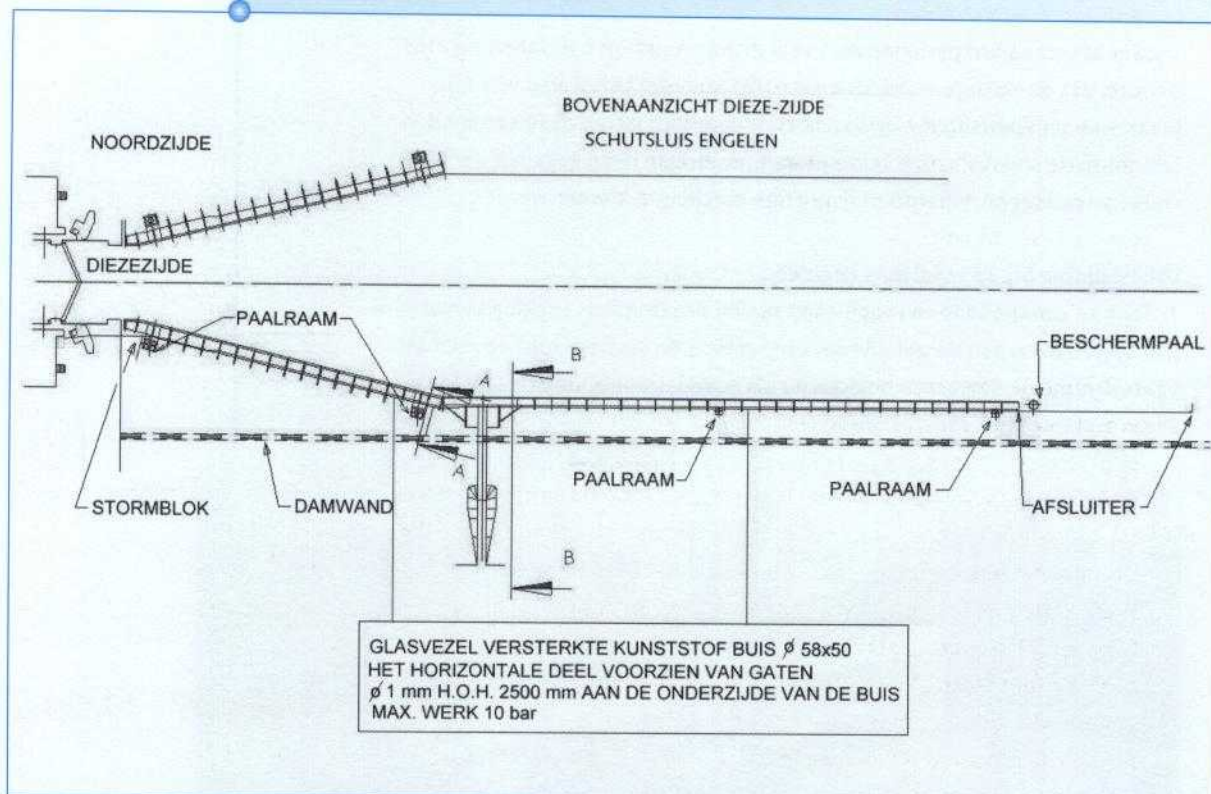 BOVENAANZICHT DIEZE-ZIJDE
SCHUTSLUIS ENGELEN
NOORDZIJDE
DIEZEZIJDE
PAALRAAM
B
A
BESCHERMPAAL
A
PAALRAAM
PAALRAAM
STORMBLOK
DAMWAND
AFSLUITER
B
GLASVEZEL VERSTERKTE KUNSTSTOF BUIS ø 58x50
HET HORIZONTALE DEEL VOORZIEN VAN GATEN
ø 1 mm H.O.H. 2500 mm AAN DE ONDERZIJDE VAN DE BUIS
MAX. WERK 10 bar